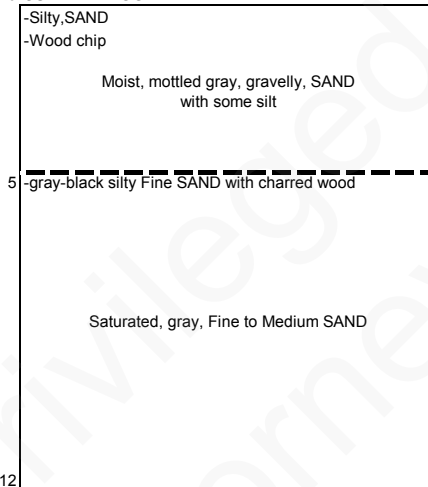 -Silty,SAND
-Wood chip
Moist, mottled gray, gravelly, SAND
with some silt
5 -gray-black silty Fine SAND with charred wood
Saturated, gray, Fine to Medium SAND
12